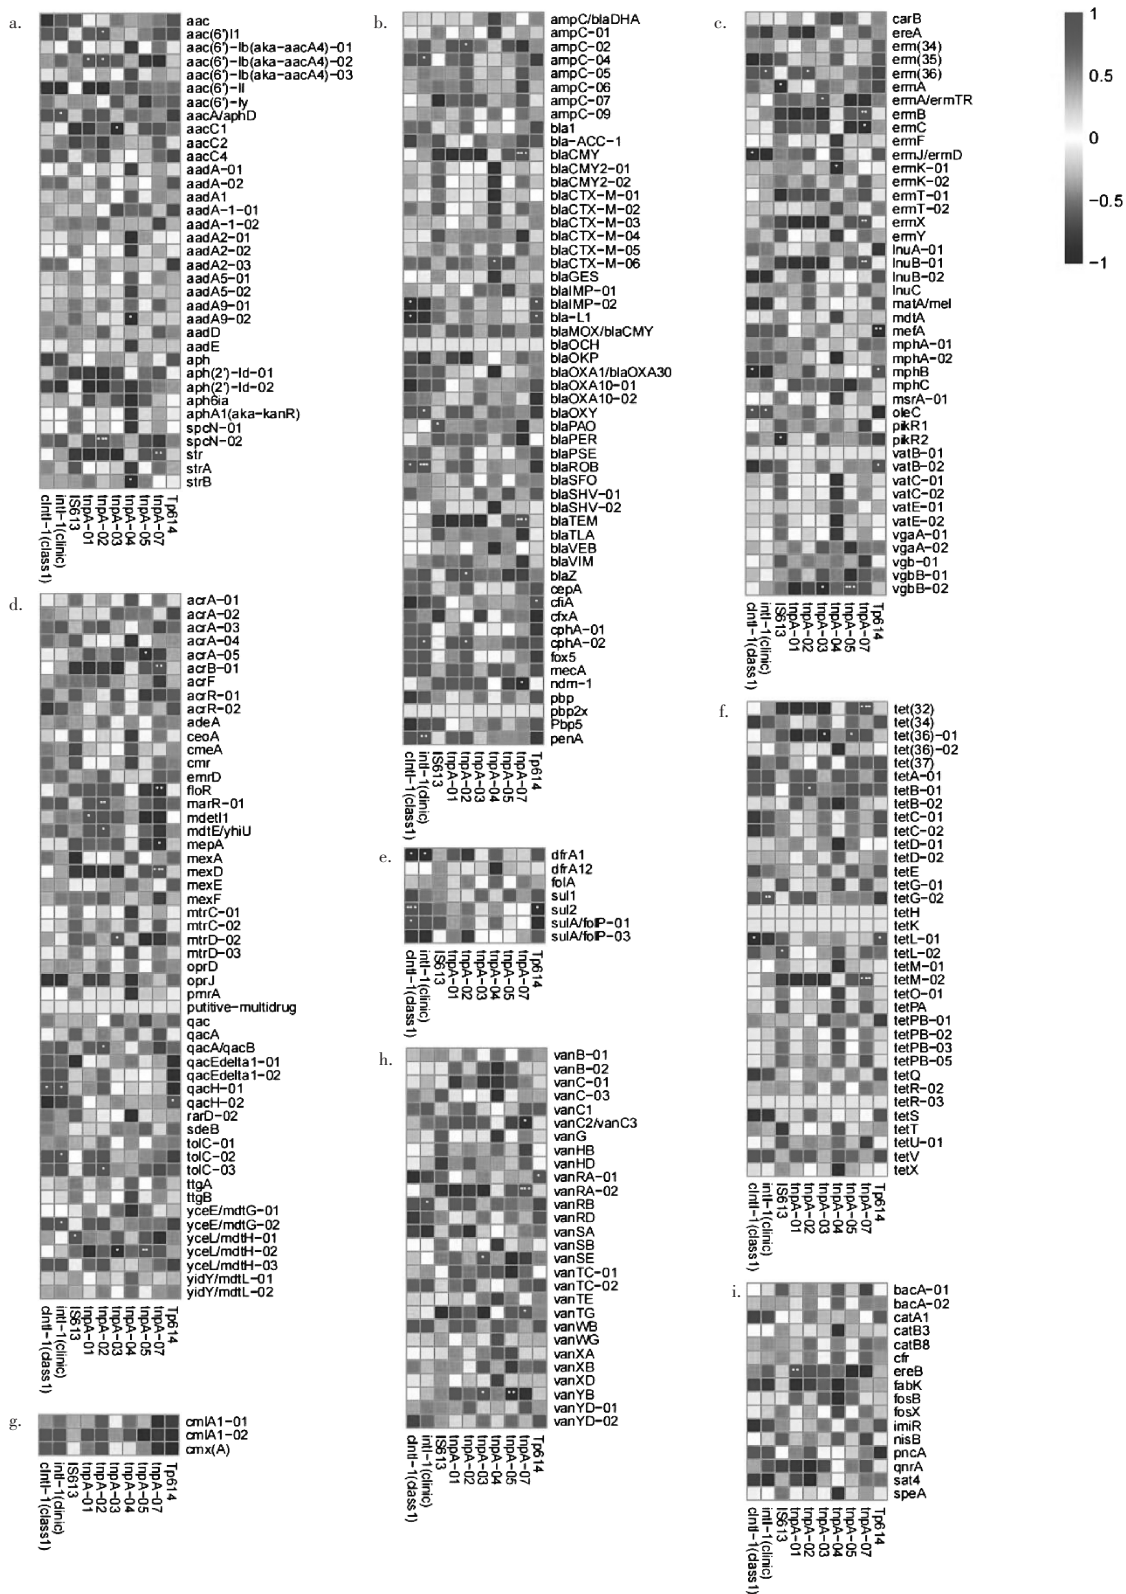 a.
aac
aac(6')I1
aac(6')-Ib(aka-aacA4)-01
aac(6')-Ib(aka-aacA4)-02
aac(6')-Ib(aka-aacA4)-03
aac(6')-II
aac(6')-Iy
aacA/aphD
aacC1
aacC2
aacC4
aadA-01
aadA-02
aadA1
aadA-1-01
aadA-1-02
aadA2-01
aadA2-02
aadA2-03
aadA5-01
aadA5-02
aadA9-01
aadA9-02
aadD
aadE
aph
aph(2')-Id-01
aph(2')-Id-02
aph6ia
aphA1(aka-kanR)
spcN-01
spcN-02
str
strA
strB
cIntI-1(class1)
intI-1(clinic)
IS613
tnpA-01
tnpA-02
tnpA-03
tnpA-04
tnpA-05
tnpA-07
Tp614
b.
ampC/blaDHA
ampC-01
ampC-02
ampC-04
ampC-05
ampC-06
ampC-07
ampC-09
bla1
bla-ACC-1
blaCMY
blaCMY2-01
blaCMY2-02
blaCTX-M-01
blaCTX-M-02
blaCTX-M-03
blaCTX-M-04
blaCTX-M-05
blaCTX-M-06
blaGES
blaIMP-01
blaIMP-02
bla-L1
blaMOX/blaCMY
blaOCH
blaOKP
blaOXA1/blaOXA30
blaOXA10-01
blaOXA10-02
blaOXY
blaPAO
blaPER
blaPSE
blaROB
blaSFO
blaSHV-01
blaSHV-02
blaTEM
blaTLA
blaVEB
blaVIM
blaZ
cepA
cfiA
cfxA
cphA-01
cphA-02
fox5
mecA
ndm-1
pbp
pbp2x
Pbp5
penA
cIntI-1(class1)
intI-1(clinic)
IS613
tnpA-01
tnpA-02
tnpA-03
tnpA-04
tnpA-05
tnpA-07
Tp614
c.
carB
ereA
erm(34)
erm(35)
erm(36)
ermA
ermA/ermTR
ermB
ermC
ermF
ermJ/ermD
ermK-01
ermK-02
ermT-01
ermT-02
ermX
ermY
lnuA-01
lnuB-01
lnuB-02
lnuC
matA/mel
mdtA
mefA
mphA-01
mphA-02
mphB
mphC
msrA-01
oleC
pikR1
pikR2
vatB-01
vatB-02
vatC-01
vatC-02
vatE-01
vatE-02
vgaA-01
vgaA-02
vgb-01
vgbB-01
vgbB-02
cIntI-1(class1)
intI-1(clinic)
IS613
tnpA-01
tnpA-02
tnpA-03
tnpA-04
tnpA-05
tnpA-07
Tp614
1
0.5
0
−0.5
−1
d.
acrA-01
acrA-02
acrA-03
acrA-04
acrA-05
acrB-01
acrF
acrR-01
acrR-02
adeA
ceoA
cmeA
cmr
emrD
floR
marR-01
mdetl1
mdtE/yhiU
mepA
mexA
mexD
mexE
mexF
mtrC-01
mtrC-02
mtrD-02
mtrD-03
oprD
oprJ
pmrA
putitive-multidrug
qac
qacA
qacA/qacB
qacEdelta1-01
qacEdelta1-02
qacH-01
qacH-02
rarD-02
sdeB
tolC-01
tolC-02
tolC-03
ttgA
ttgB
yceE/mdtG-01
yceE/mdtG-02
yceL/mdtH-01
yceL/mdtH-02
yceL/mdtH-03
yidY/mdtL-01
yidY/mdtL-02
cIntI-1(class1)
intI-1(clinic)
IS613
tnpA-01
tnpA-02
tnpA-03
tnpA-04
tnpA-05
tnpA-07
Tp614
e.
dfrA1
dfrA12
folA
sul1
sul2
sulA/folP-01
sulA/folP-03
cIntI-1(class1)
intI-1(clinic)
IS613
tnpA-01
tnpA-02
tnpA-03
tnpA-04
tnpA-05
tnpA-07
Tp614
f.
tet(32)
tet(34)
tet(36)-01
tet(36)-02
tet(37)
tetA-01
tetB-01
tetB-02
tetC-01
tetC-02
tetD-01
tetD-02
tetE
tetG-01
tetG-02
tetH
tetK
tetL-01
tetL-02
tetM-01
tetM-02
tetO-01
tetPA
tetPB-01
tetPB-02
tetPB-03
tetPB-05
tetQ
tetR-02
tetR-03
tetS
tetT
tetU-01
tetV
tetX
cIntI-1(class1)
intI-1(clinic)
IS613
tnpA-01
tnpA-02
tnpA-03
tnpA-04
tnpA-05
tnpA-07
Tp614
g.
cmlA1-01
cmlA1-02
cmx(A)
cIntI-1(class1)
intI-1(clinic)
IS613
tnpA-01
tnpA-02
tnpA-03
tnpA-04
tnpA-05
tnpA-07
Tp614
h.
vanB-01
vanB-02
vanC-01
vanC-03
vanC1
vanC2/vanC3
vanG
vanHB
vanHD
vanRA-01
vanRA-02
vanRB
vanRD
vanSA
vanSB
vanSE
vanTC-01
vanTC-02
vanTE
vanTG
vanWB
vanWG
vanXA
vanXB
vanXD
vanYB
vanYD-01
vanYD-02
cIntI-1(class1)
intI-1(clinic)
IS613
tnpA-01
tnpA-02
tnpA-03
tnpA-04
tnpA-05
tnpA-07
Tp614
i.
bacA-01
bacA-02
catA1
catB3
catB8
cfr
ereB
fabK
fosB
fosX
imiR
nisB
pncA
qnrA
sat4
speA
cIntI-1(class1)
intI-1(clinic)
IS613
tnpA-01
tnpA-02
tnpA-03
tnpA-04
tnpA-05
tnpA-07
Tp614